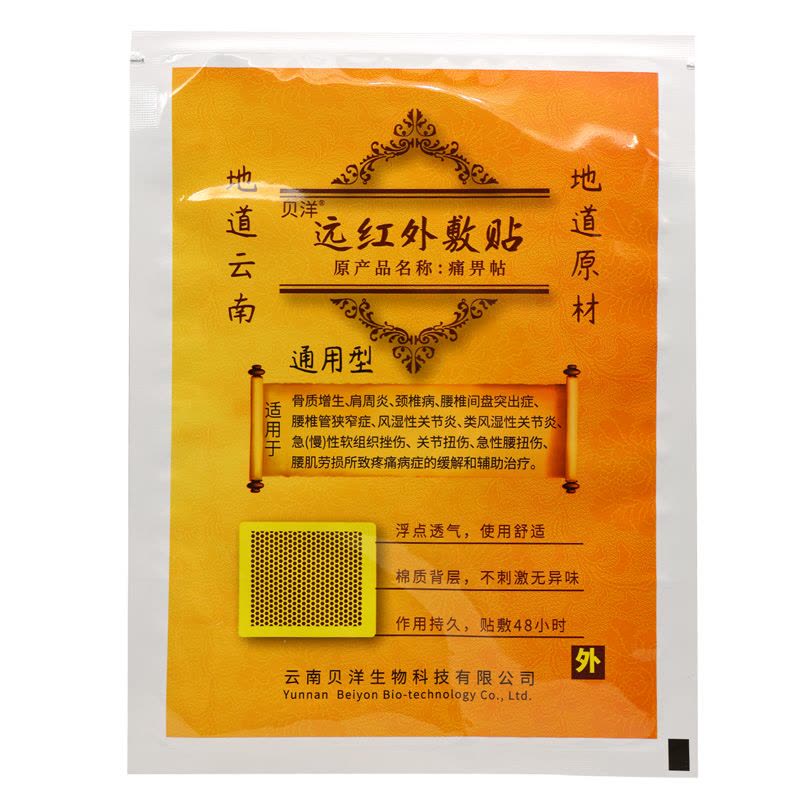 地道云南
贝洋®
远红外敷贴
原产品名称：痛畀帖
地道原材
通用型
适用于
骨质增生、肩周炎、颈椎病、腰椎间盘突出症、
腰椎管狭窄症、风湿性关节炎、类风湿性关节炎、
急(慢)性软组织挫伤、关节扭伤、急性腰扭伤、
腰肌劳损所致疼痛病症的缓解和辅助治疗。
浮点透气，使用舒适
棉质背层，不刺激无异味
作用持久，贴敷48小时
外
云南贝洋生物科技有限公司
Yunnan Beiyon Bio-technology Co., Ltd.